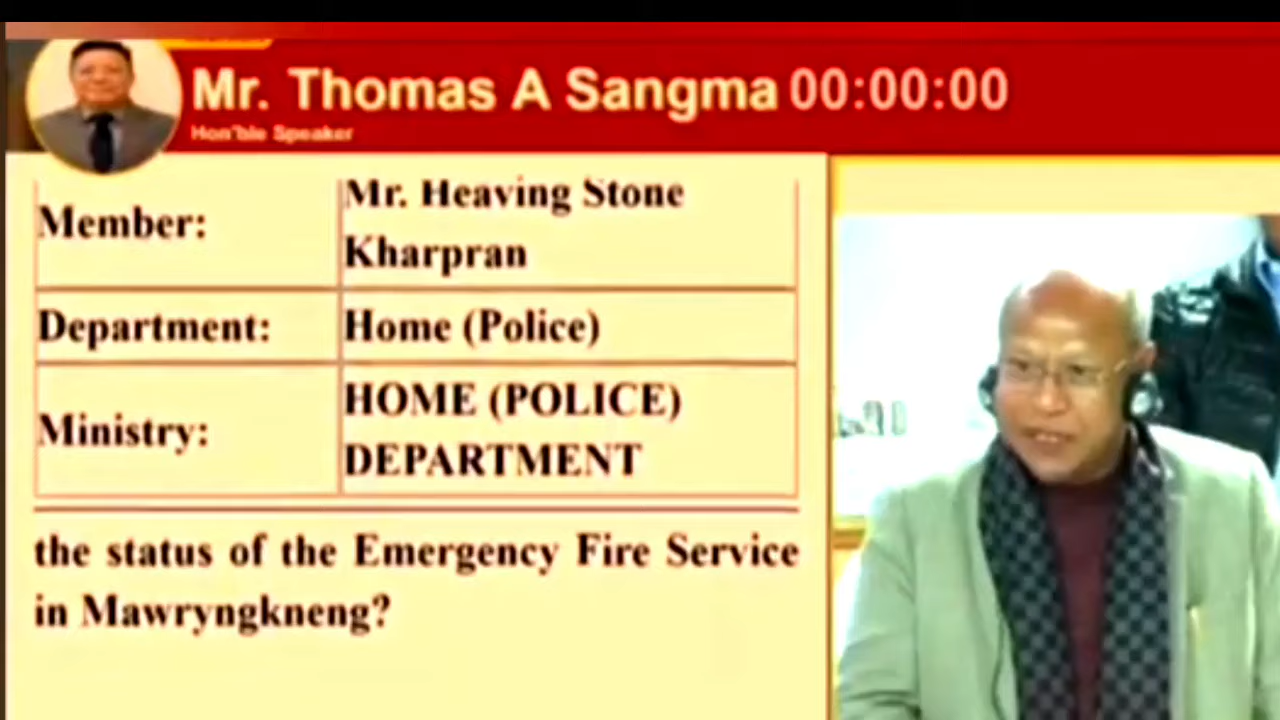 Mr. Thomas A Sangma 00:00:00
Hon'ble Speaker
Member: Mr. Heaving Stone
Kharpran
Department: Home (Police)
Ministry: HOME (POLICE)
DEPARTMENT
the status of the Emergency Fire Service
in Mawryngkneng?